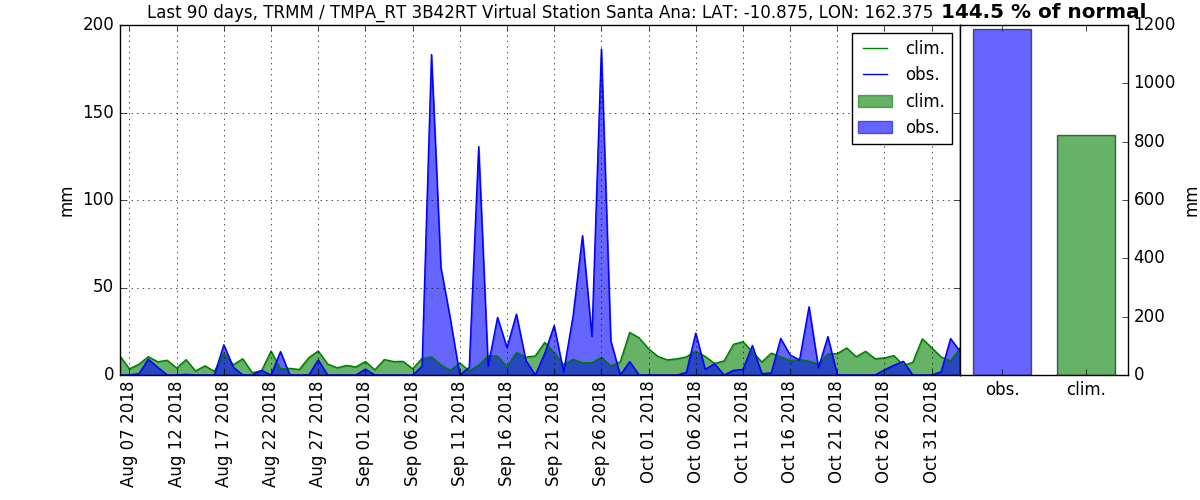 Last 90 days, TRMM / TMPA_RT 3B42RT Virtual Station Santa Ana: LAT: -10.875, LON: 162.375 144.5 % of normal
200
150
100
50
0
mm
clim.
obs.
clim.
obs.
1200
1000
800
600
400
200
0
mm
Aug 07 2018
Aug 12 2018
Aug 17 2018
Aug 22 2018
Aug 27 2018
Sep 01 2018
Sep 06 2018
Sep 11 2018
Sep 16 2018
Sep 21 2018
Sep 26 2018
Oct 01 2018
Oct 06 2018
Oct 11 2018
Oct 16 2018
Oct 21 2018
Oct 26 2018
Oct 31 2018
obs.
clim.